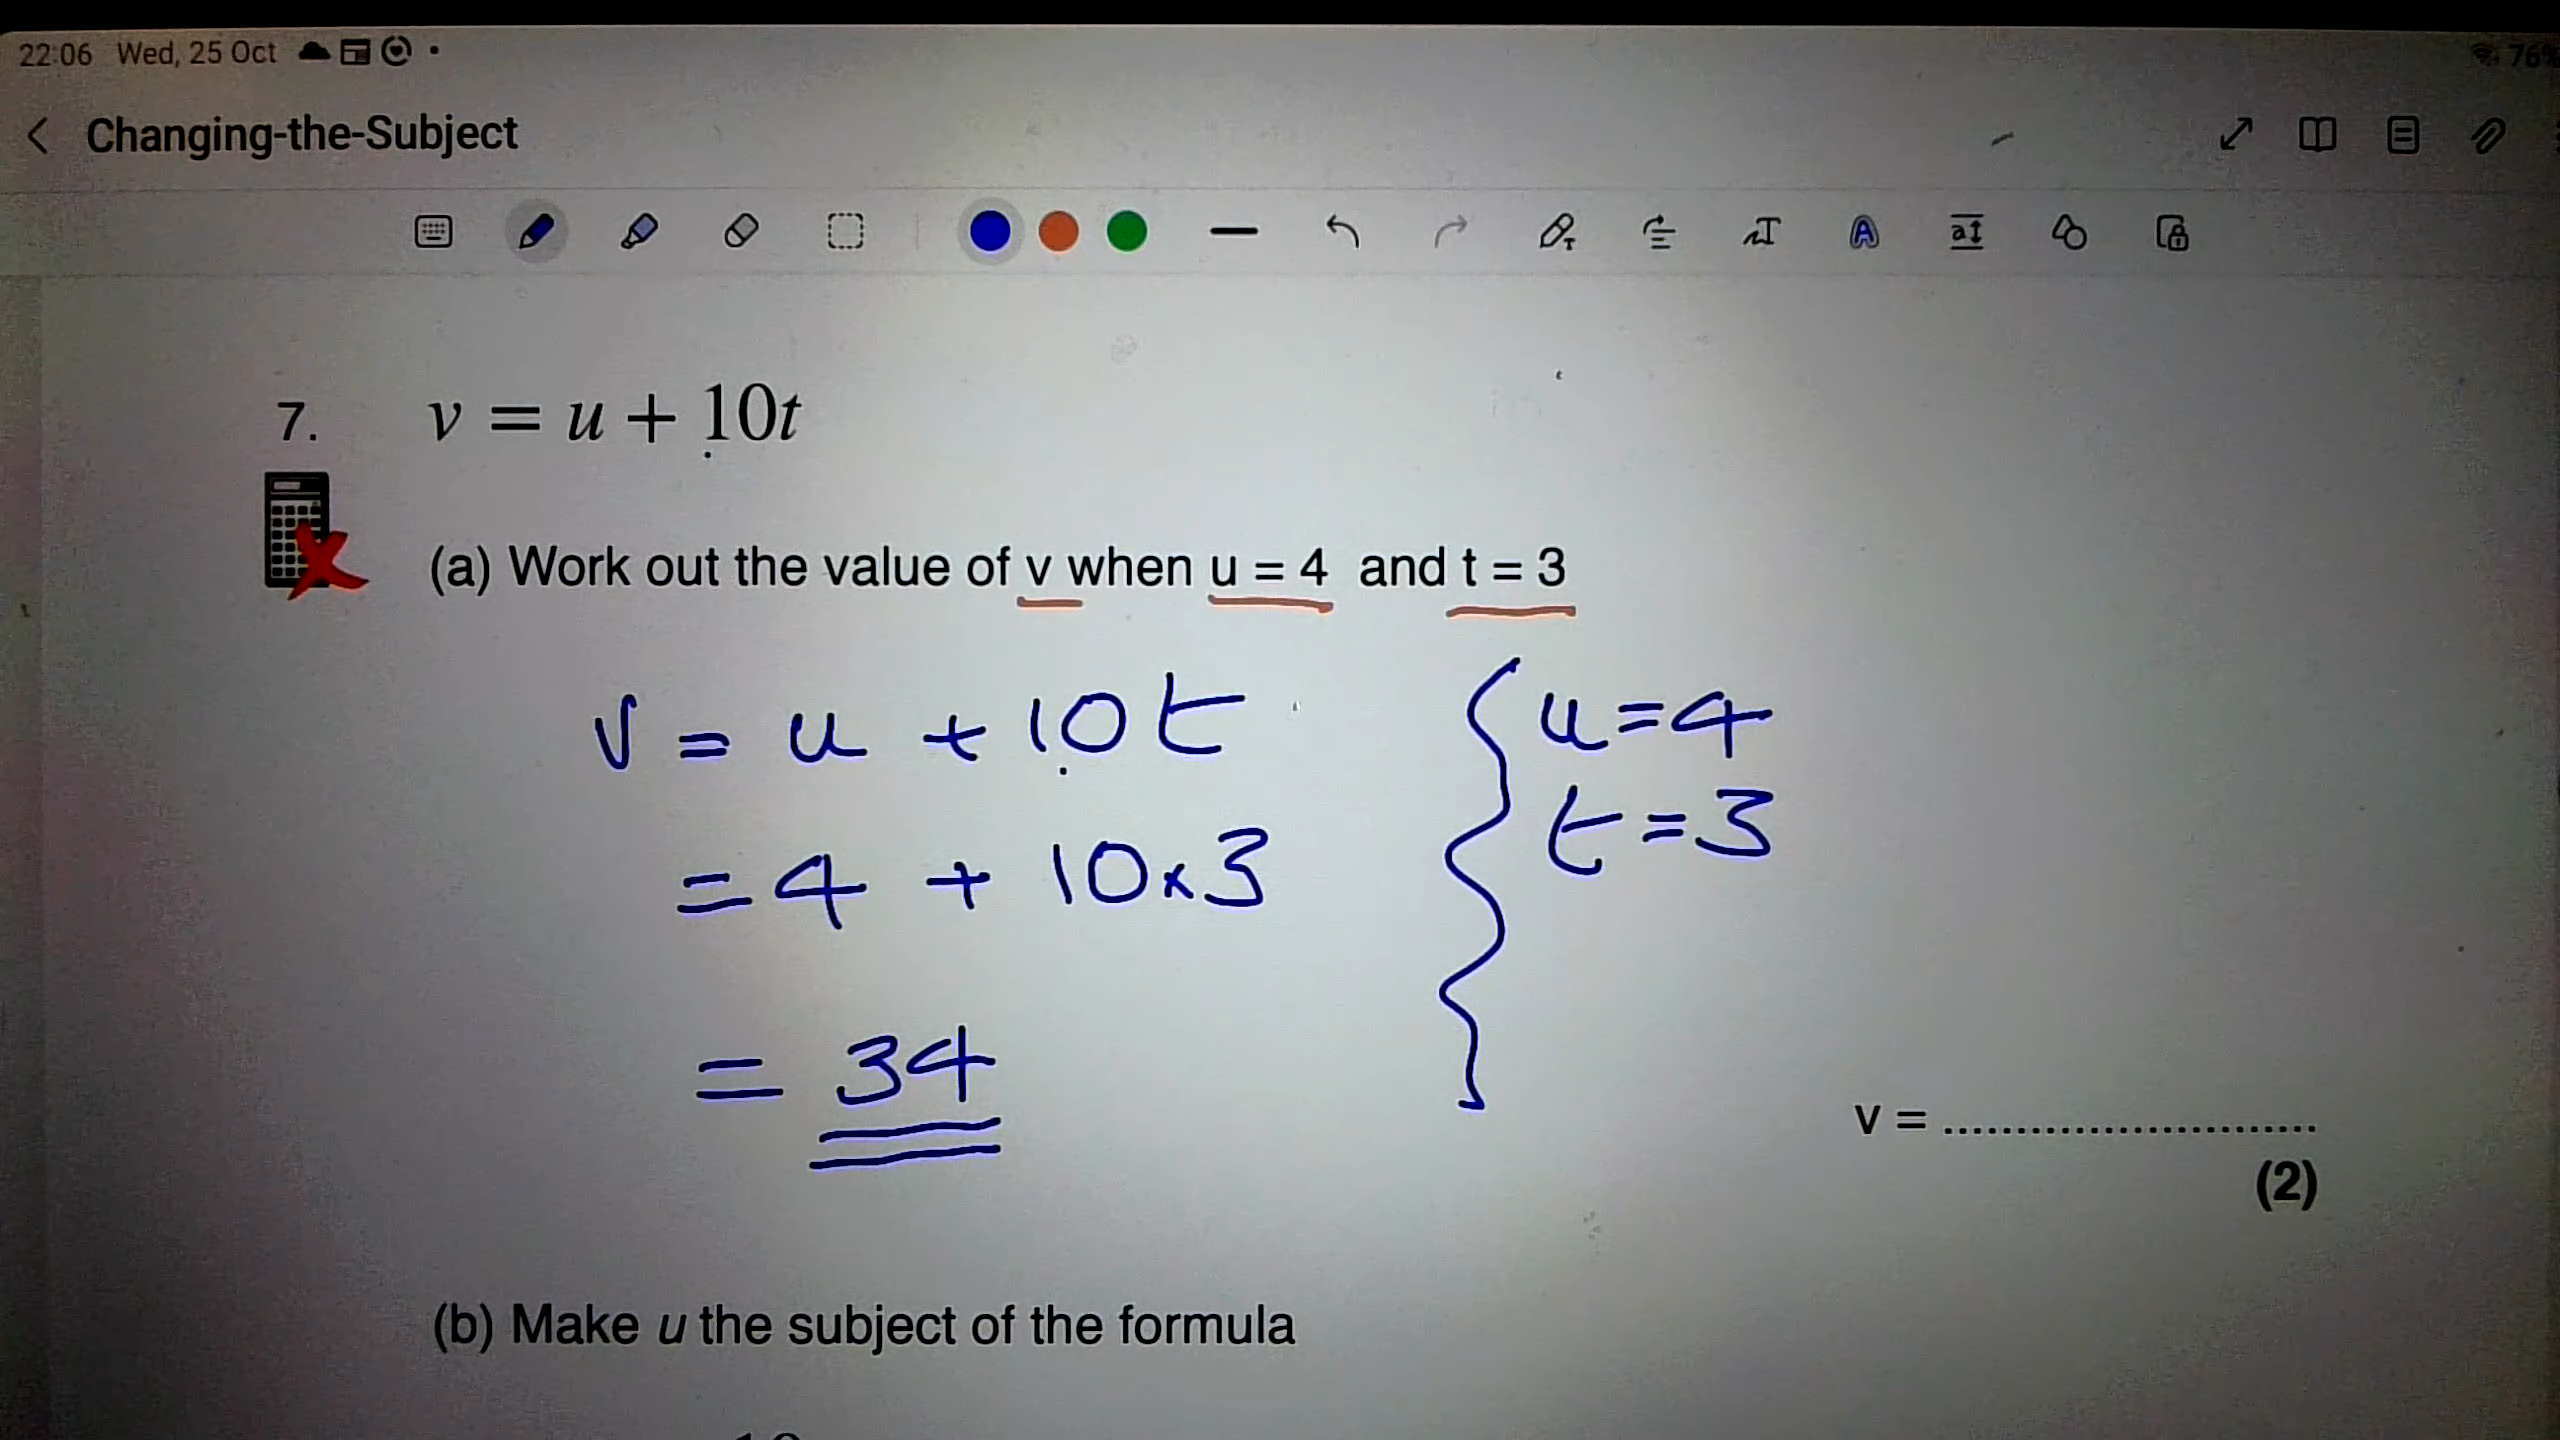 22:06 Wed, 25 Oct
76%
Changing-the-Subject
7. v = u + 10t
(a) Work out the value of v when u = 4 and t = 3
v = u + 10t
u = 4
t = 3
= 4 + 10×3
= 34
v = ..........................
(2)
(b) Make u the subject of the formula